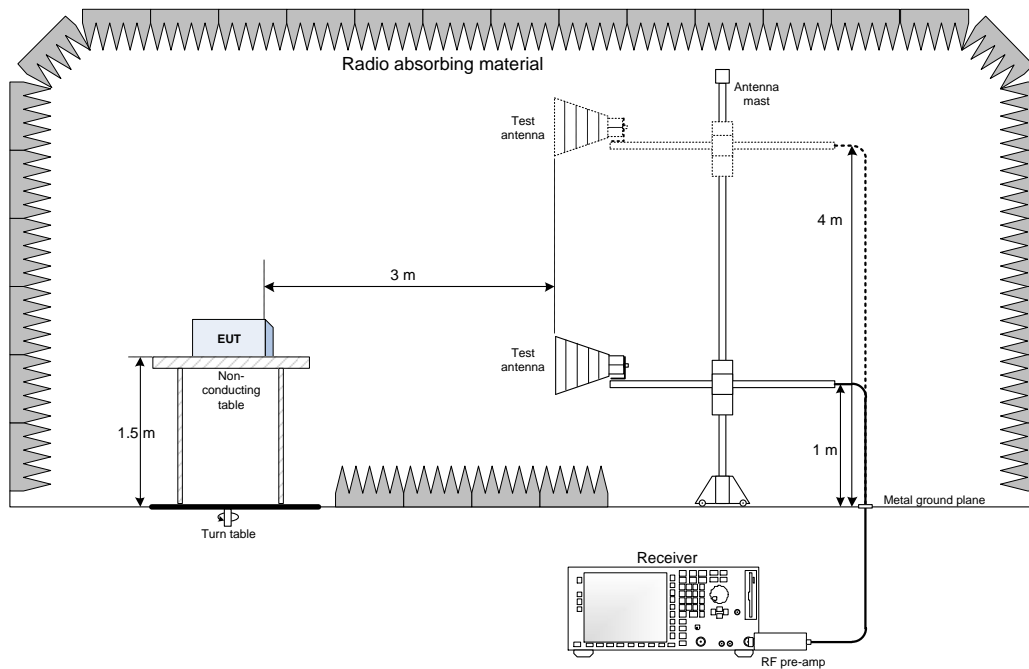 Radio absorbing material
Antenna
mast
Test
antenna
4 m
3 m
EUT
Test
antenna
Non-
conducting
table
1.5 m
1 m
Metal ground plane
Turn table
Receiver
RF pre-amp